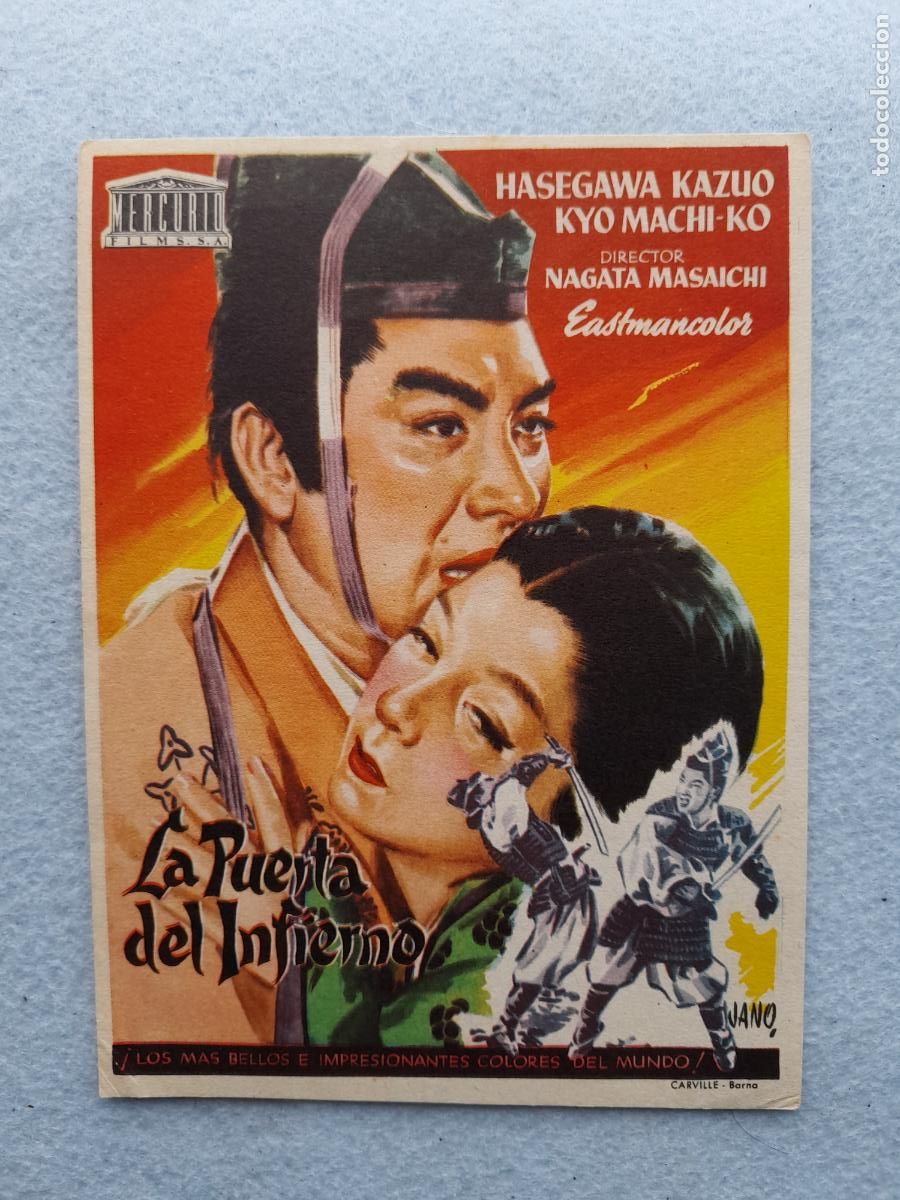 MERCURIO
FILMS. S.A.
HASEGAWA KAZUO
KYO MACHI-KO
DIRECTOR
NAGATA MASAICHI
Eastmancolor
La Puerta
del Infierno
JANO
¡LOS MAS BELLOS E IMPRESIONANTES COLORES DEL MUNDO!
CARVILLE - Barna
todocoleccion